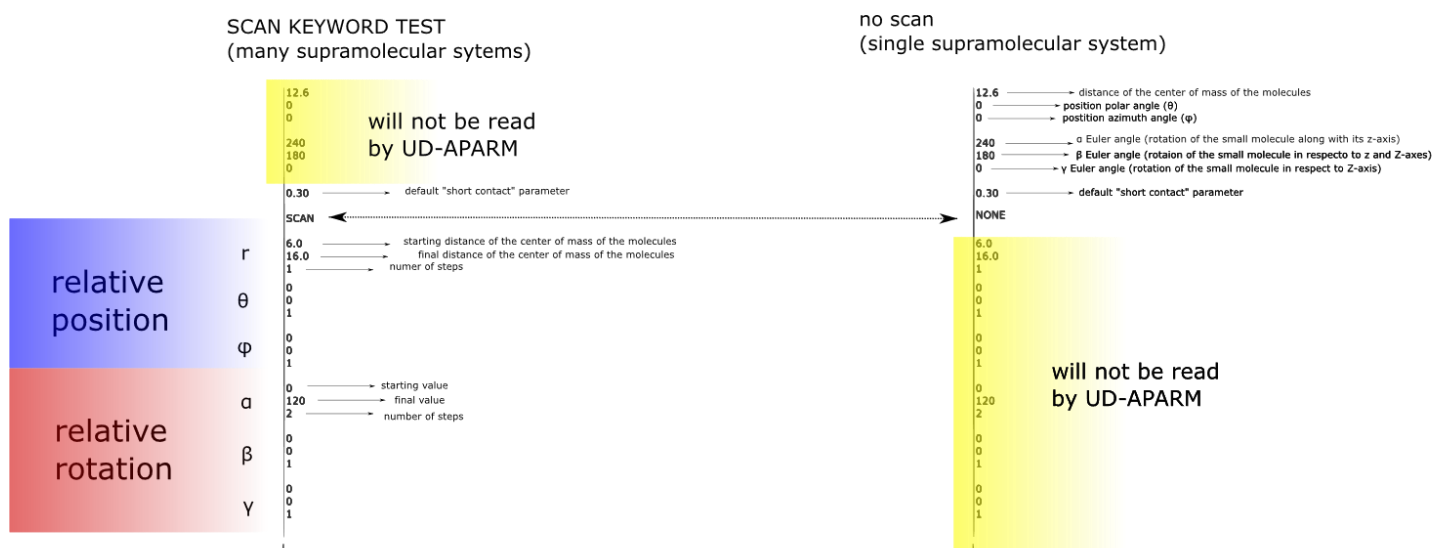 SCAN KEYWORD TEST
(many supramolecular sytems)
12.6
0
0
240
180
0
will not be read
by UD-APARM
0.30
default "short contact" parameter
SCAN
relative
position
r
6.0
starting distance of the center of mass of the molecules
16.0
final distance of the center of mass of the molecules
1
numer of steps
θ
0
0
1
φ
0
0
1
relative
rotation
α
0
starting value
120
final value
2
number of steps
β
0
0
1
γ
0
0
1
no scan
(single supramolecular system)
12.6
distance of the center of mass of the molecules
0
position polar angle (θ)
0
postition azimuth angle (φ)
240
α Euler angle (rotation of the small molecule along with its z-axis)
180
β Euler angle (rotaion of the small molecule in respecto to z and Z-axes)
0
γ Euler angle (rotation of the small molecule in respect to Z-axis)
0.30
default "short contact" parameter
NONE
6.0
16.0
1
0
0
1
0
0
1
0
120
2
0
0
1
0
0
1
will not be read
by UD-APARM